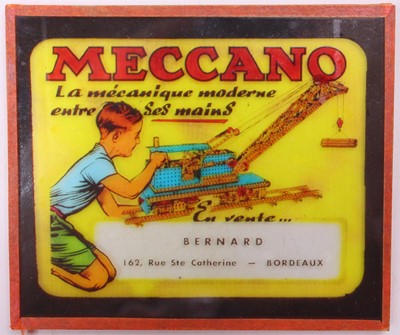 MECCANO
La mécanique moderne
entre ses mains
En vente...
BERNARD
162, Rue Ste Catherine — BORDEAUX